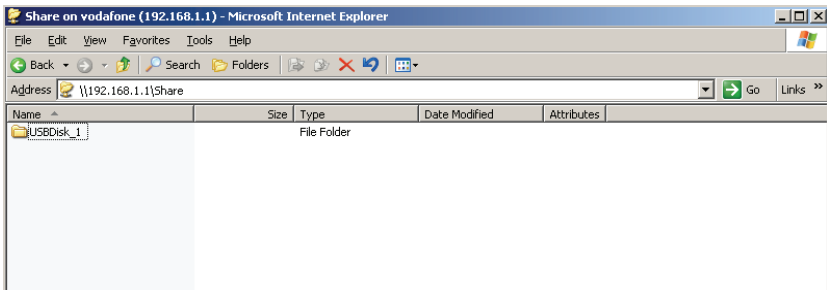 Share on vodafone (192.168.1.1) - Microsoft Internet Explorer
File Edit View Favorites Tools Help
Back Search Folders
Address \\192.168.1.1\Share Go Links »
Name Size Type Date Modified Attributes
USBDisk_1 File Folder